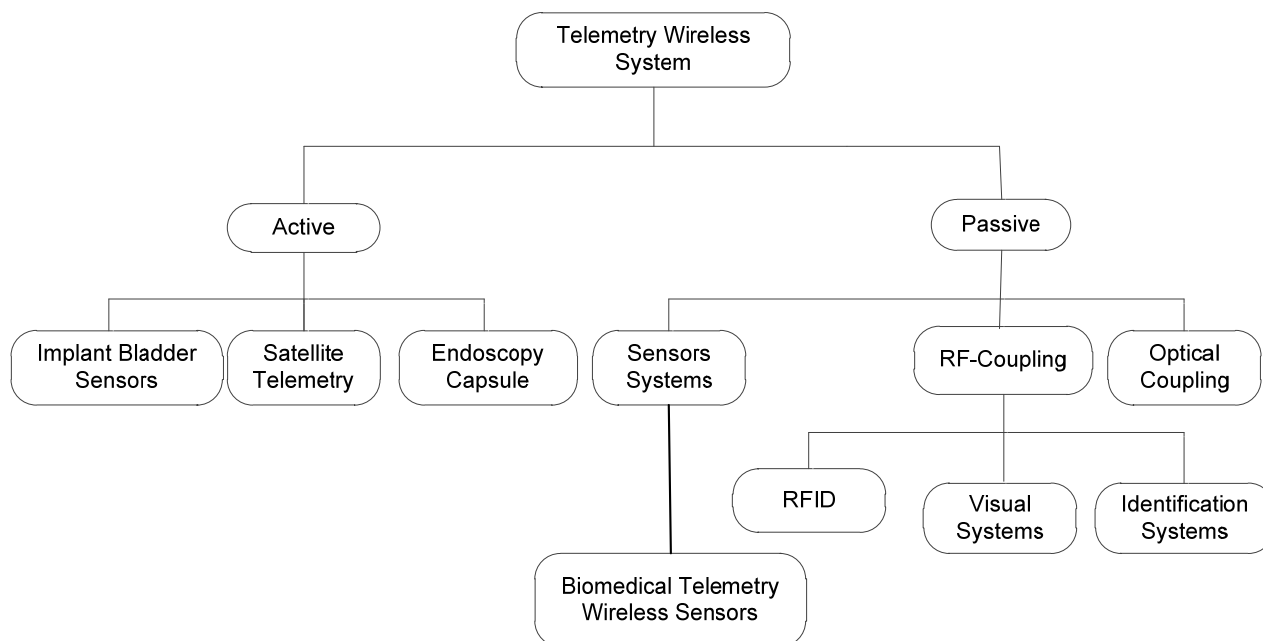 Telemetry Wireless
System
Active
Passive
Implant Bladder
Sensors
Satellite
Telemetry
Endoscopy
Capsule
Sensors
Systems
RF-Coupling
Optical
Coupling
RFID
Visual
Systems
Identification
Systems
Biomedical Telemetry
Wireless Sensors